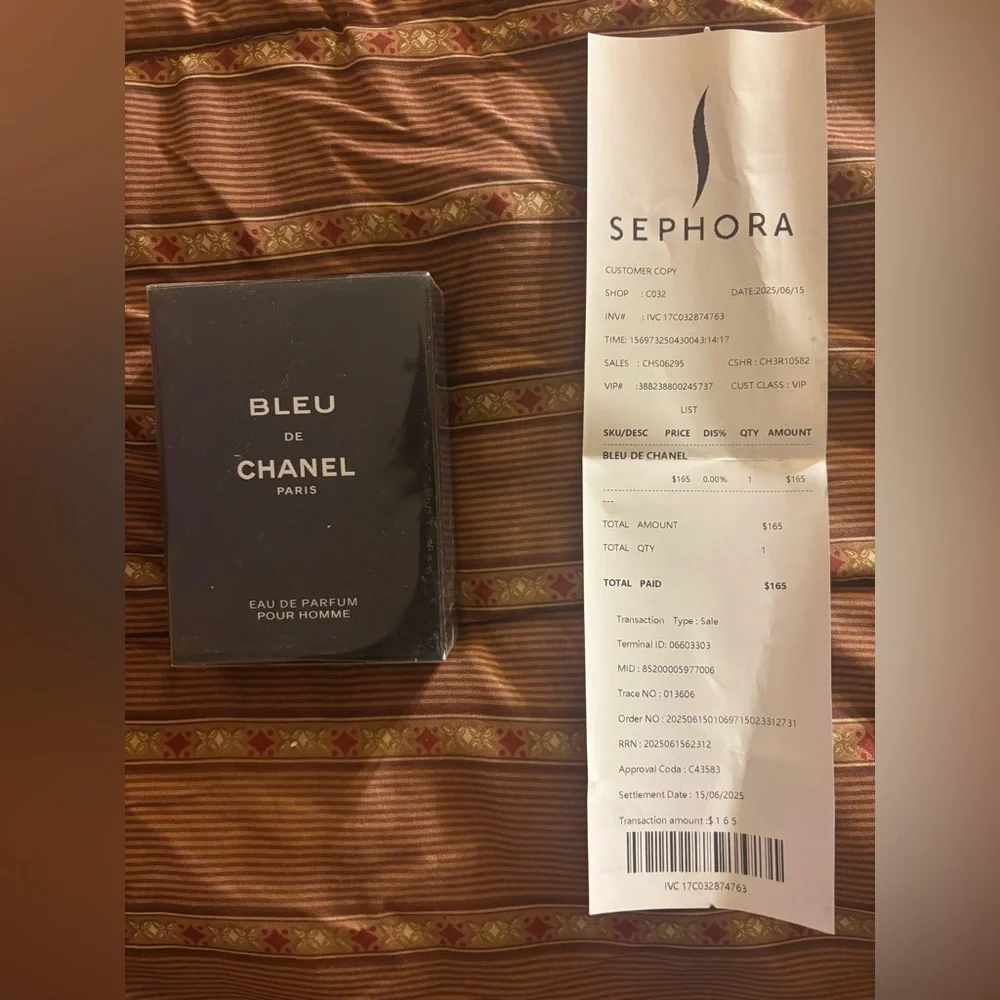 BLEU
DE
CHANEL
PARIS
EAU DE PARFUM
POUR HOMME
SEPHORA
CUSTOMER COPY
SHOP : C032 DATE:2025/06/15
INV# : IVC 17C032874763
TIME: 156973250430043:14:17
SALES : CHS06295 CSHR : CH3R10582
VIP# :388238800245737 CUST CLASS : VIP
LIST
SKU/DESC PRICE DIS% QTY AMOUNT
BLEU DE CHANEL
$165 0.00% 1 $165
---
TOTAL AMOUNT $165
TOTAL QTY 1
TOTAL PAID $165
Transaction Type : Sale
Terminal ID: 06603303
MID : 85200005977006
Trace NO : 013606
Order NO : 2025061501069715023312731
RRN : 2025061562312
Approval Coda : C43583
Settlement Date : 15/06/2025
Transaction amount :$ 1 6 5
IVC 17C032874763